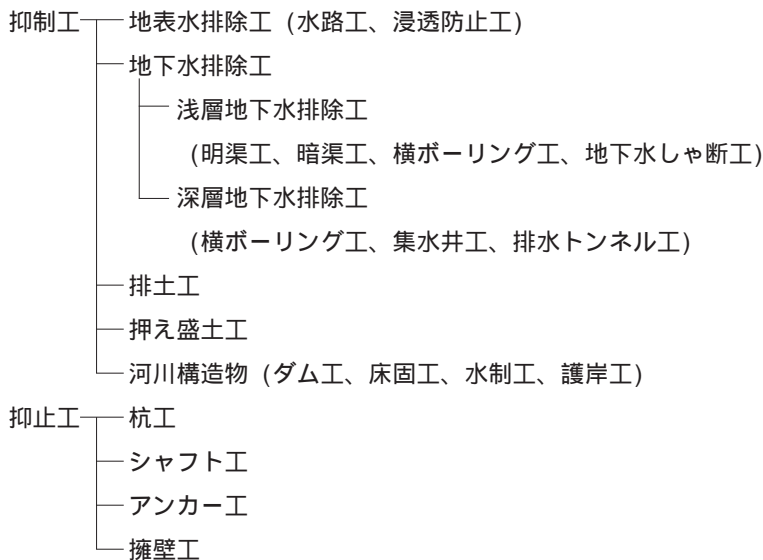 抑制工 地表水排除工 (水路工、浸透防止工)
地下水排除工
浅層地下水排除工
(明渠工、暗渠工、横ボーリング工、地下水しゃ断工)
深層地下水排除工
(横ボーリング工、集水井工、排水トンネル工)
排土工
押え盛土工
河川構造物 (ダム工、床固工、水制工、護岸工)
抑止工 杭工
シャフト工
アンカー工
擁壁工